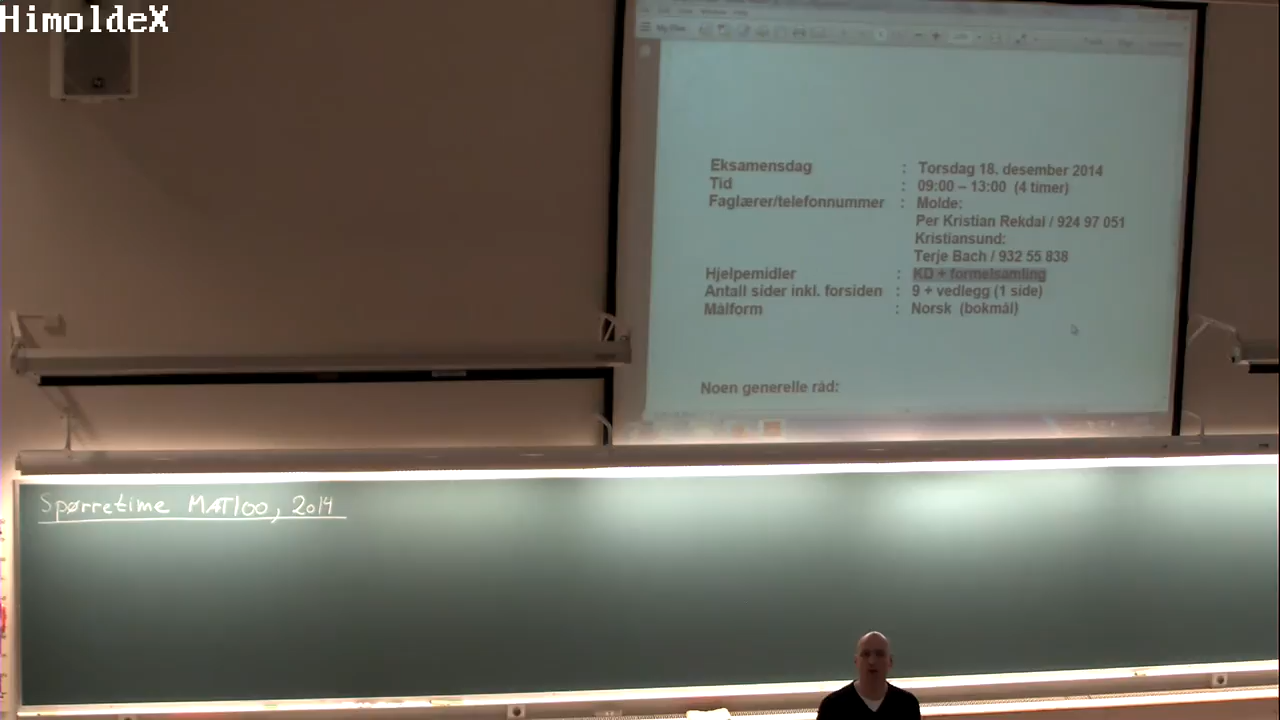 HimoldeX
Eksamensdag : Torsdag 18. desember 2014
Tid : 09:00 – 13:00 (4 timer)
Faglærer/telefonnummer : Molde:
Per Kristian Rekdal / 924 97 051
Kristiansund:
Terje Bach / 932 55 838
Hjelpemidler : KD + formelsamling
Antall sider inkl. forsiden : 9 + vedlegg (1 side)
Målform : Norsk (bokmål)
Noen generelle råd:
Spørretime MAT100, 2014